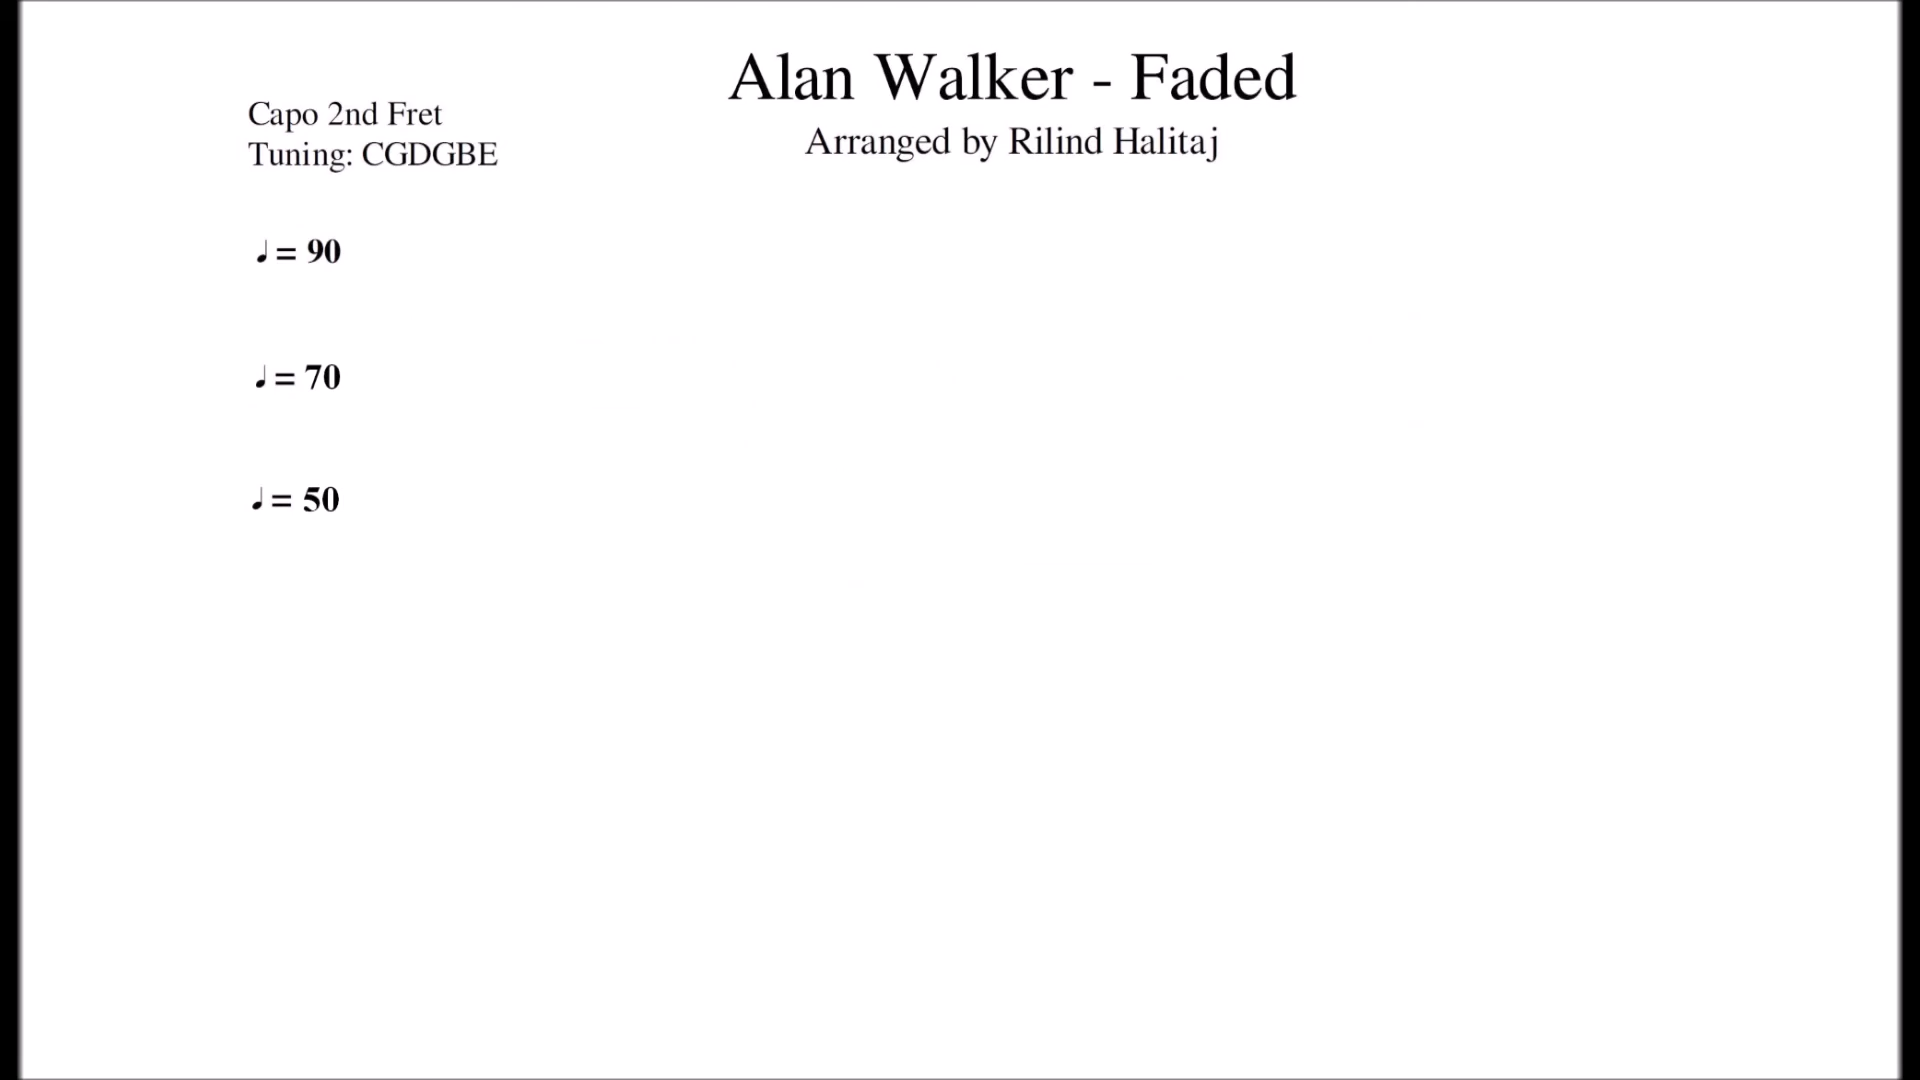 Alan Walker - Faded
Arranged by Rilind Halitaj
Capo 2nd Fret
Tuning: CGDGBE
♩ = 90
♩ = 70
♩ = 50